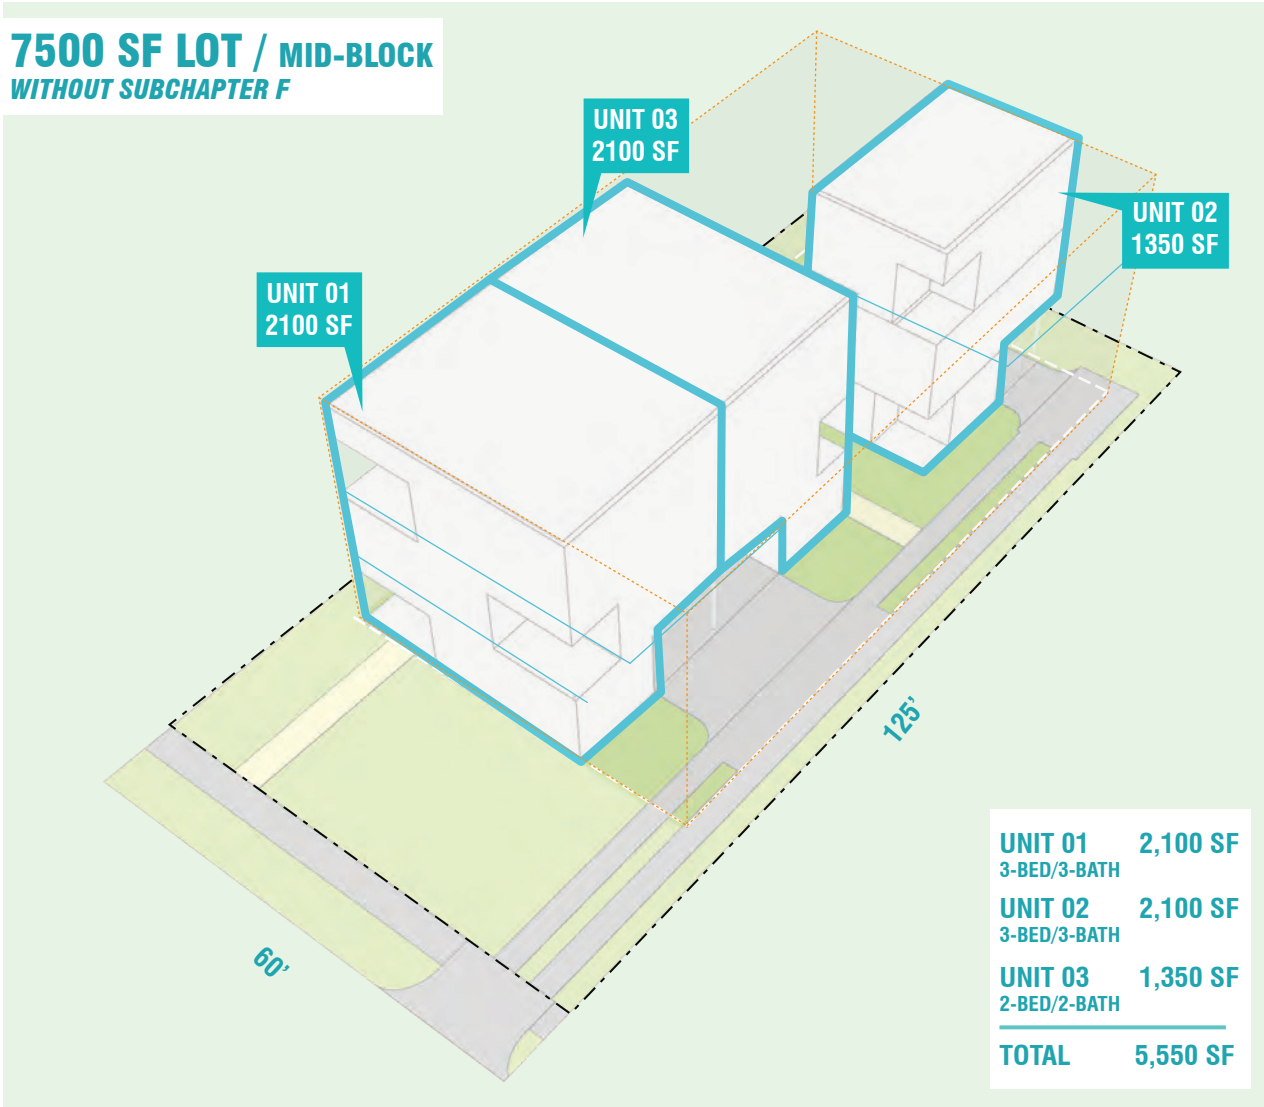 7500 SF LOT / MID-BLOCK
WITHOUT SUBCHAPTER F
UNIT 03
2100 SF
UNIT 02
1350 SF
UNIT 01
2100 SF
125’
60’
UNIT 01 2,100 SF
3-BED/3-BATH
UNIT 02 2,100 SF
3-BED/3-BATH
UNIT 03 1,350 SF
2-BED/2-BATH
TOTAL 5,550 SF